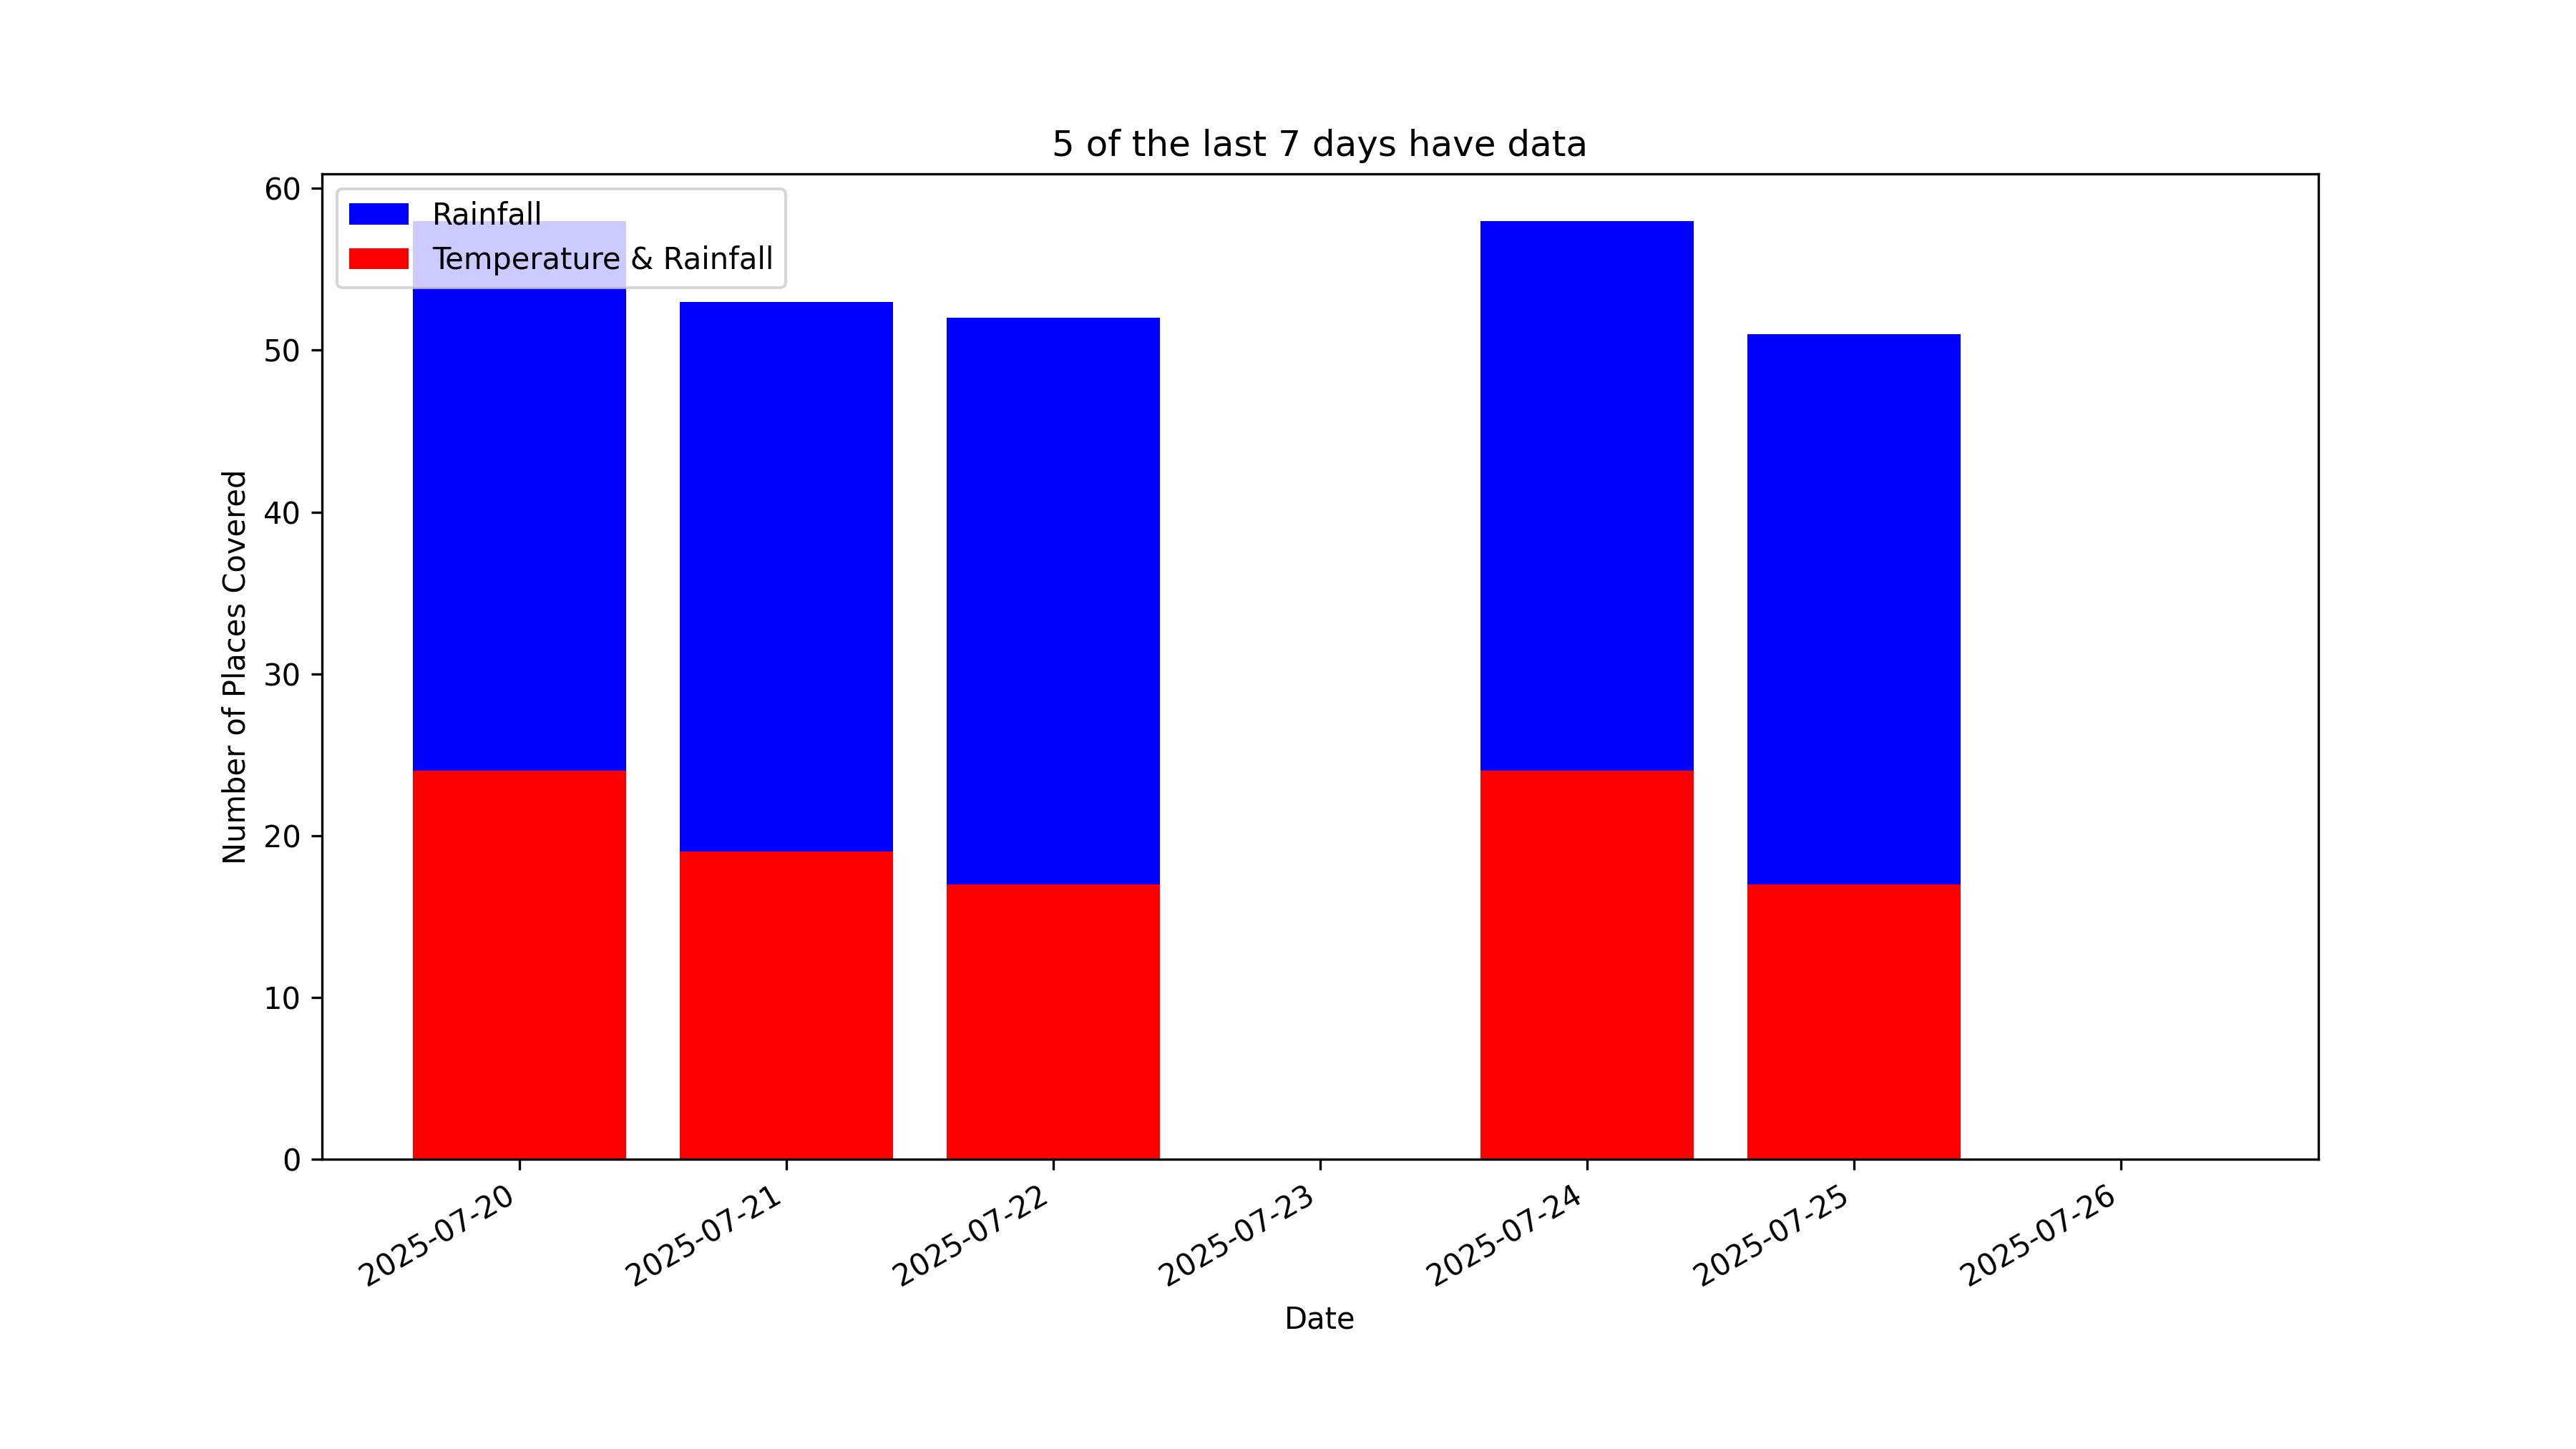 5 of the last 7 days have data
Rainfall
Temperature & Rainfall
Number of Places Covered
60
50
40
30
20
10
0
2025-07-20
2025-07-21
2025-07-22
2025-07-23
2025-07-24
2025-07-25
2025-07-26
Date